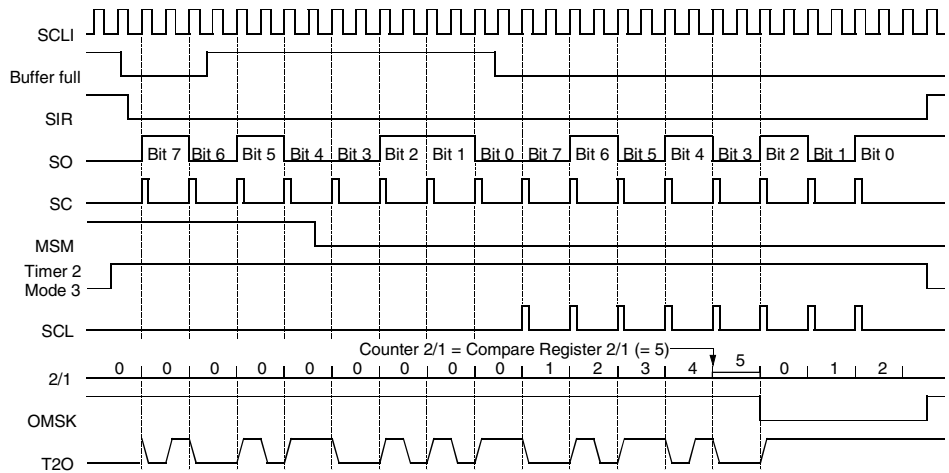 SCLI
Buffer full
SIR
SO
Bit 7 Bit 6 Bit 5 Bit 4 Bit 3 Bit 2 Bit 1 Bit 0 Bit 7 Bit 6 Bit 5 Bit 4 Bit 3 Bit 2 Bit 1 Bit 0
SC
MSM
Timer 2
Mode 3
SCL
Counter 2/1 = Compare Register 2/1 (= 5)
2/1
0 0 0 0 0 0 0 0 0 1 2 3 4 5 0 1 2
OMSK
T2O